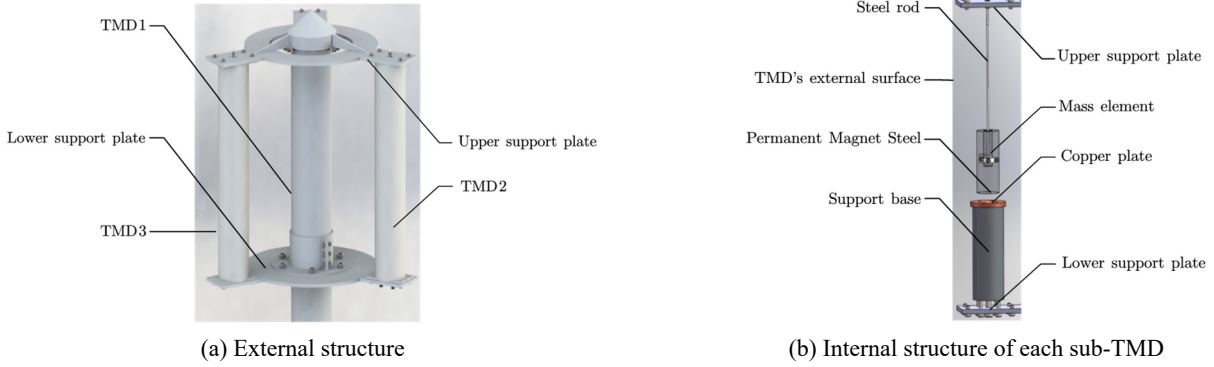 TMD1
Lower support plate
Upper support plate
TMD2
TMD3
(a) External structure
Steel rod
Upper support plate
TMD's external surface
Mass element
Permanent Magnet Steel
Copper plate
Support base
Lower support plate
(b) Internal structure of each sub-TMD